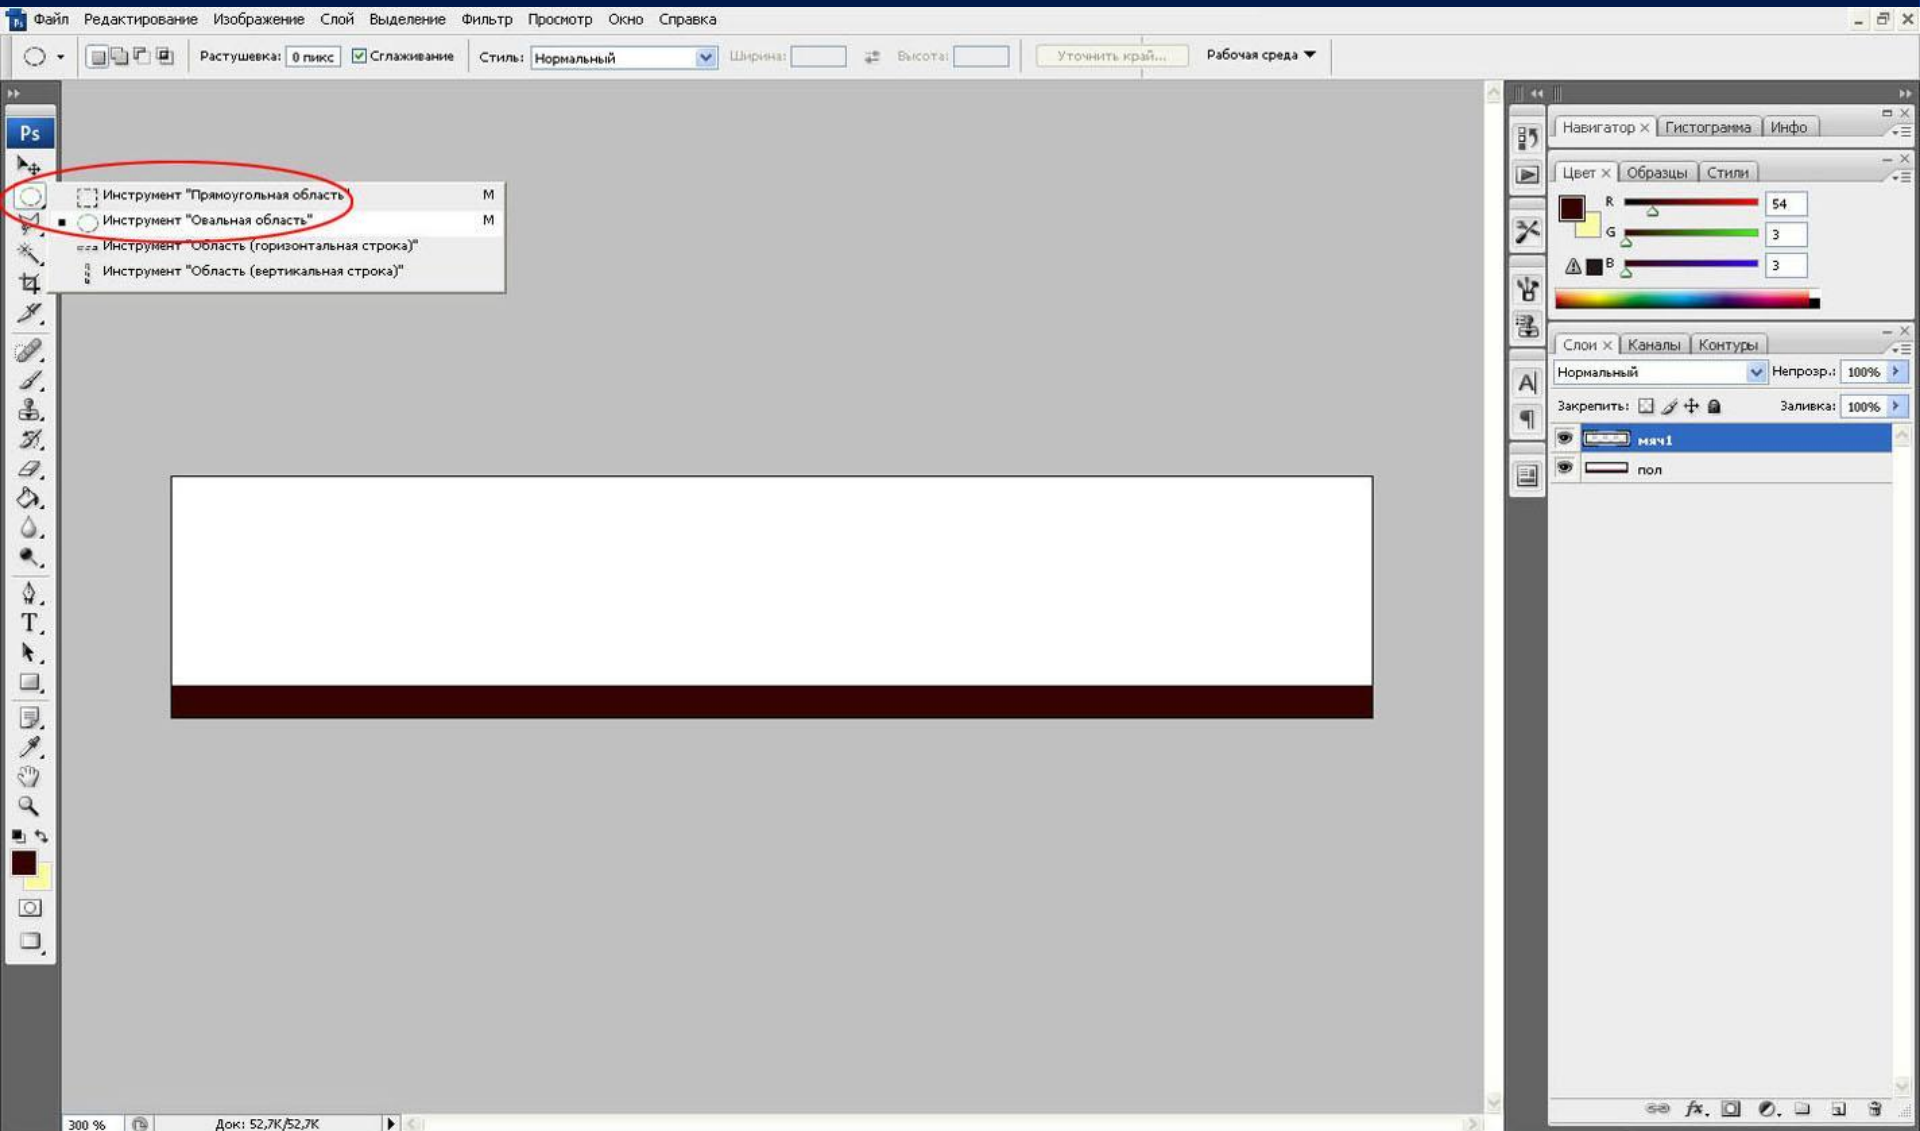 Файл Редактирование Изображение Слой Выделение Фильтр Просмотр Окно Справка
Растушевка: 0 пикс Сглаживание Стиль: Нормальный Ширина: Высота: Уточнить край... Рабочая среда
Ps
Навигатор Гистограмма Инфо
Инструмент "Прямоугольная область" M
Инструмент "Овальная область" M
Инструмент "Область (горизонтальная строка)"
Инструмент "Область (вертикальная строка)"
Цвет Образцы Стили
R 54
G 3
B 3
Слои Каналы Контуры
Нормальный Непрозр.: 100%
Закрепить: Заливка: 100%
мяч1
пол
300 % Док: 52,7K/52,7K